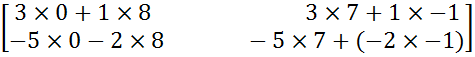 [3 × 0 + 1 × 8 3 × 7 + 1 × −1
−5 × 0 − 2 × 8 − 5 × 7 + (−2 × −1)]